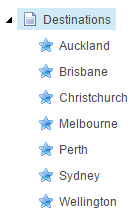 Destinations
Auckland
Brisbane
Christchurch
Melbourne
Perth
Sydney
Wellington